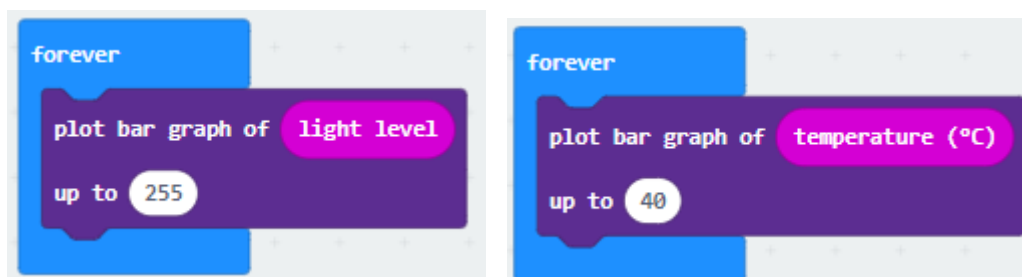 forever
plot bar graph of light level
up to 255
forever
plot bar graph of temperature (°C)
up to 40